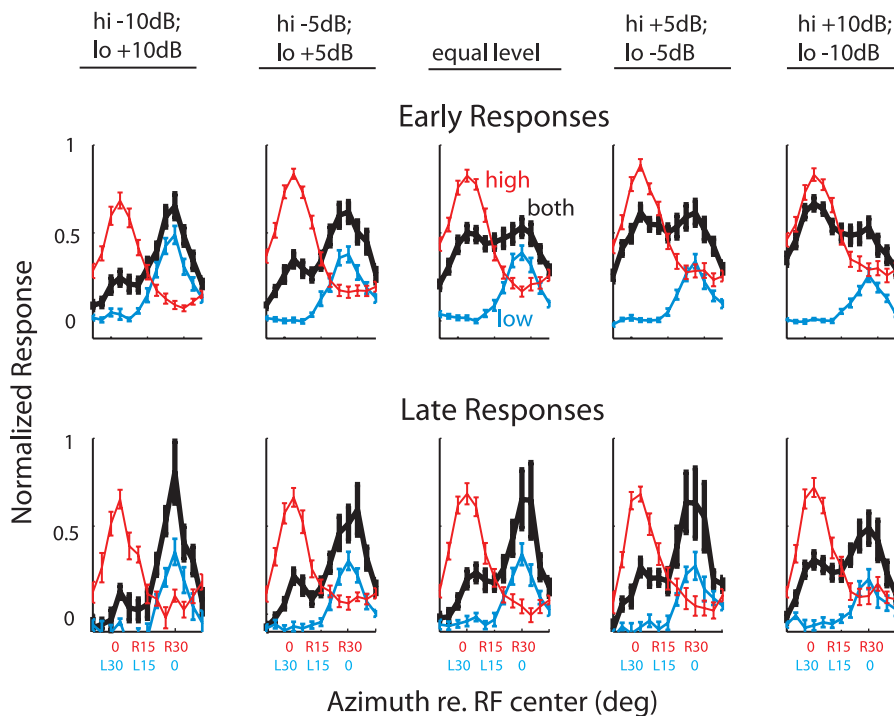 hi -10dB;
lo +10dB
hi -5dB;
lo +5dB
equal level
hi +5dB;
lo -5dB
hi +10dB;
lo -10dB
Early Responses
1
0.5
0
high
both
low
Normalized Response
Late Responses
1
0.5
0
0 R15 R30
L30 L15 0
0 R15 R30
L30 L15 0
0 R15 R30
L30 L15 0
0 R15 R30
L30 L15 0
0 R15 R30
L30 L15 0
Azimuth re. RF center (deg)